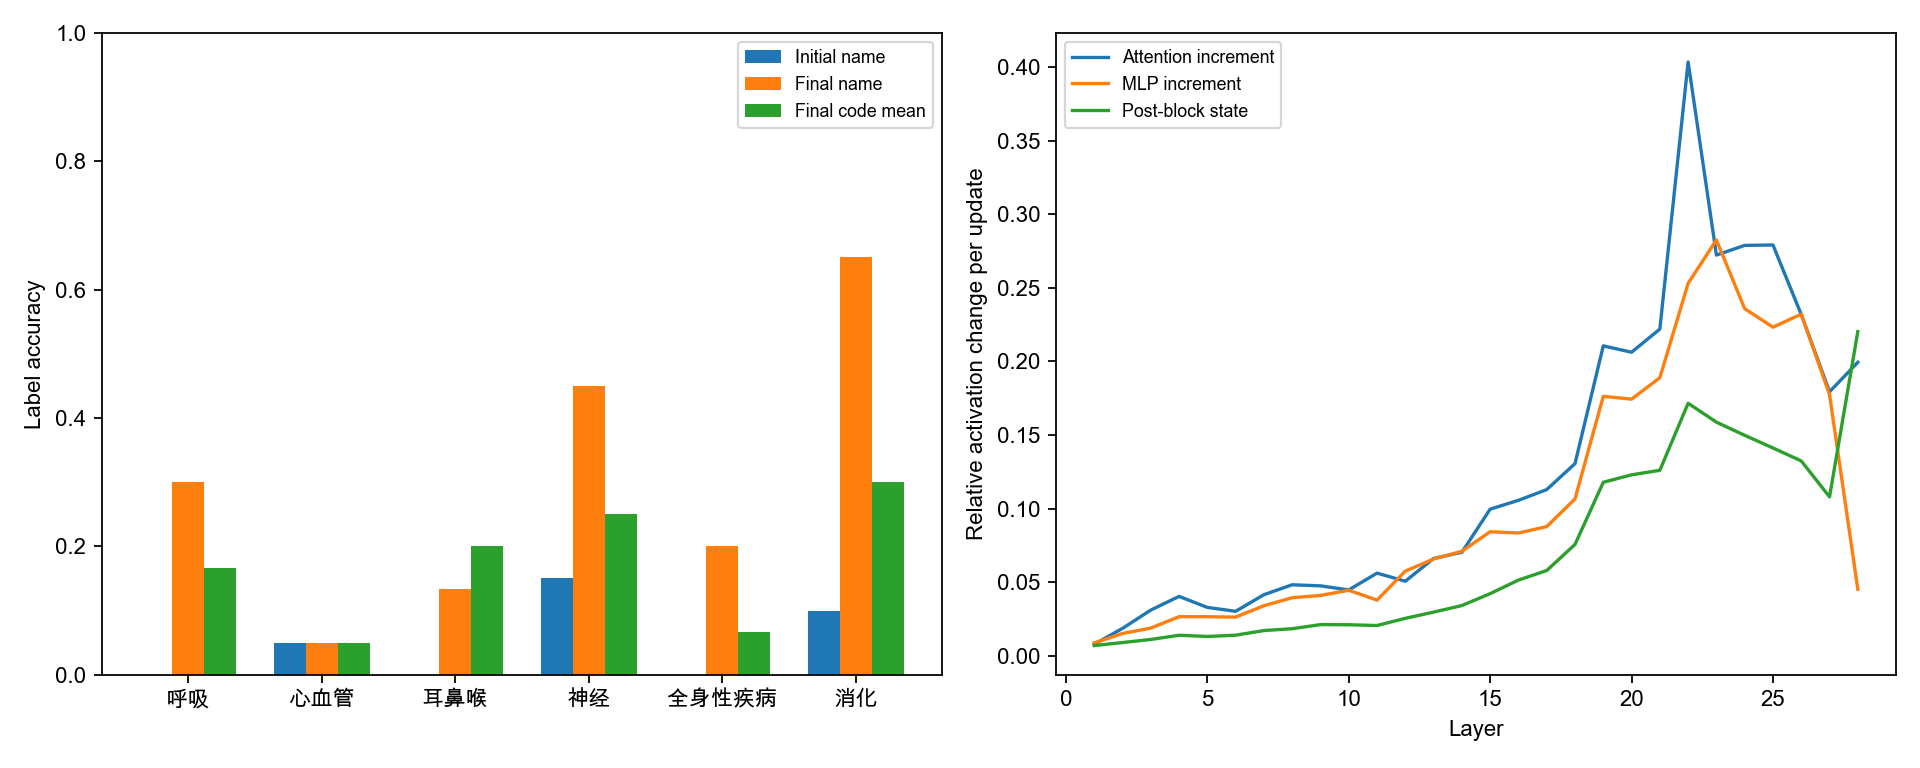 Label accuracy
1.0
0.8
0.6
0.4
0.2
0.0
Initial name
Final name
Final code mean
呼吸
心血管
耳鼻喉
神经
全身性疾病
消化
Relative activation change per update
0.40
0.35
0.30
0.25
0.20
0.15
0.10
0.05
0.00
Attention increment
MLP increment
Post-block state
0
5
10
15
20
25
Layer